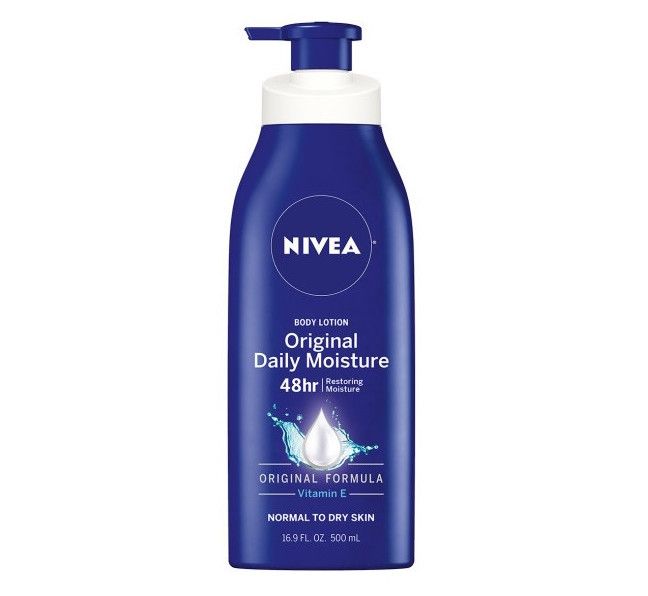 NIVEA®
BODY LOTION
Original
Daily Moisture
48hr Restoring
Moisture
ORIGINAL FORMULA
Vitamin E
NORMAL TO DRY SKIN
16.9 FL. OZ. 500 mL